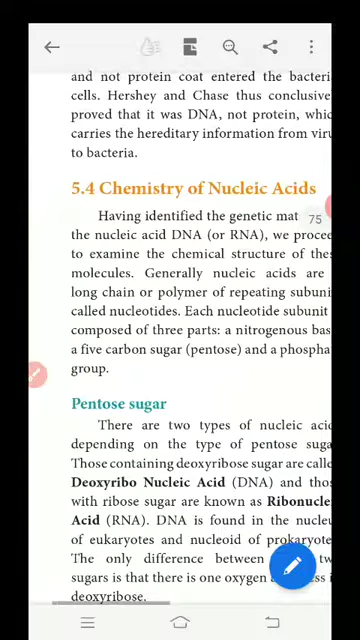 and not protein coat entered the bacteri
cells. Hershey and Chase thus conclusive
proved that it was DNA, not protein, whic
carries the hereditary information from viru
to bacteria.
5.4 Chemistry of Nucleic Acids
Having identified the genetic mat
75
the nucleic acid DNA (or RNA), we procee
to examine the chemical structure of thes
molecules. Generally nucleic acids are
long chain or polymer of repeating subuni
called nucleotides. Each nucleotide subunit
composed of three parts: a nitrogenous bas
a five carbon sugar (pentose) and a phospha
group.
Pentose sugar
There are two types of nucleic acid
depending on the type of pentose suga
Those containing deoxyribose sugar are calle
Deoxyribo Nucleic Acid (DNA) and thos
with ribose sugar are known as Ribonucle
Acid (RNA). DNA is found in the nucleu
of eukaryotes and nucleoid of prokaryote
The only difference between tw
sugars is that there is one oxygen ess i
deoxyribose.